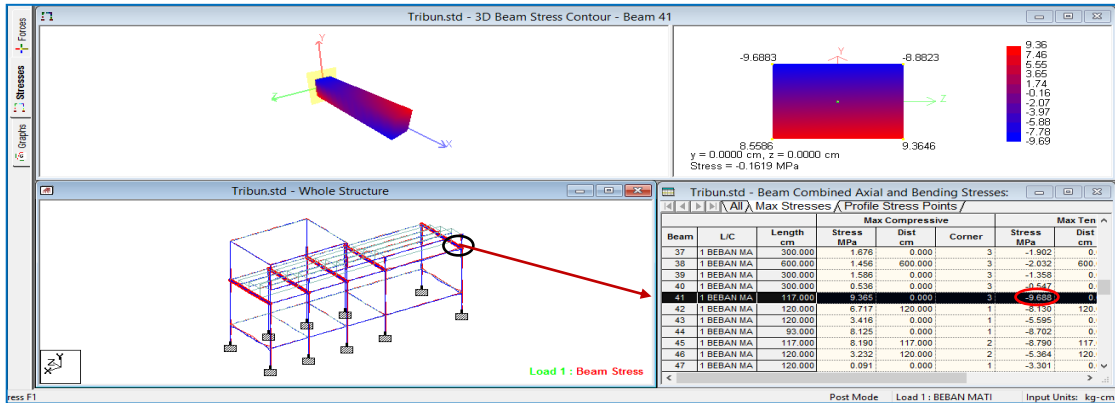 Forces
Stresses
Graphs
Tribun.std - 3D Beam Stress Contour - Beam 41
Y
Z
X
-9.6883
-8.8823
Y
Z
8.5586
9.3646
y = 0.0000 cm, z = 0.0000 cm
Stress = -0.1619 MPa
9.36
7.46
5.55
3.65
1.74
-0.16
-2.07
-3.97
-5.88
-7.78
-9.69
Tribun.std - Whole Structure
Y
X
Z
Load 1 : Beam Stress
Tribun.std - Beam Combined Axial and Bending Stresses:
All Max Stresses Profile Stress Points
Max Compressive Max Ten
Beam L/C Length cm Stress MPa Dist cm Corner Stress MPa Dist cm
37 1 BEBAN MA 300.000 1.676 0.000 3 -1.902 0.
38 1 BEBAN MA 600.000 1.456 600.000 3 -2.032 600.
39 1 BEBAN MA 300.000 1.586 0.000 3 -1.358 0.
40 1 BEBAN MA 300.000 0.536 0.000 3 -0.547 0.
41 1 BEBAN MA 117.000 9.365 0.000 3 -9.688 0.
42 1 BEBAN MA 120.000 6.717 120.000 1 -8.130 120.
43 1 BEBAN MA 120.000 3.416 0.000 1 -5.595 0.
44 1 BEBAN MA 93.000 8.125 0.000 1 -8.702 0.
45 1 BEBAN MA 117.000 8.190 117.000 2 -8.790 117.
46 1 BEBAN MA 120.000 3.232 120.000 2 -5.364 120.
47 1 BEBAN MA 120.000 0.091 0.000 1 -3.301 0.
ress F1
Post Mode
Load 1 : BEBAN MATI
Input Units: kg-cm